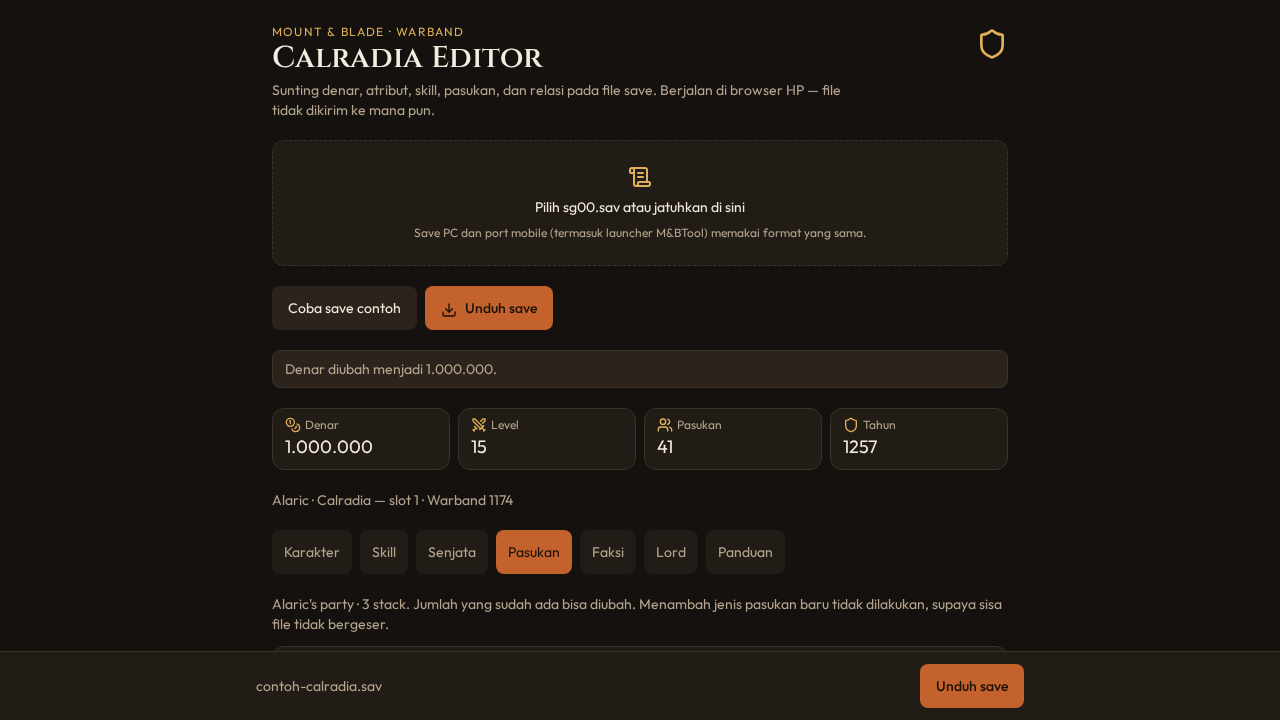 MOUNT & BLADE · WARBAND
CALRADIA EDITOR
Sunting denar, atribut, skill, pasukan, dan relasi pada file save. Berjalan di browser HP — file
tidak dikirim ke mana pun.
Pilih sg00.sav atau jatuhkan di sini
Save PC dan port mobile (termasuk launcher M&BTool) memakai format yang sama.
Coba save contoh
Unduh save
Denar diubah menjadi 1.000.000.
Denar
1.000.000
Level
15
Pasukan
41
Tahun
1257
Alaric · Calradia — slot 1 · Warband 1174
Karakter
Skill
Senjata
Pasukan
Faksi
Lord
Panduan
Alaric's party · 3 stack. Jumlah yang sudah ada bisa diubah. Menambah jenis pasukan baru tidak dilakukan, supaya sisa
file tidak bergeser.
contoh-calradia.sav
Unduh save